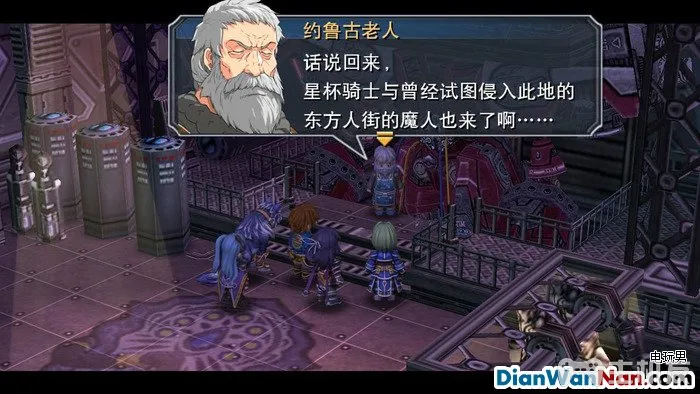 约鲁古老人
话说回来，
星杯骑士与曾经试图侵入此地的
东方人街的魔人也来了啊……
电玩男
DianWanNan.com